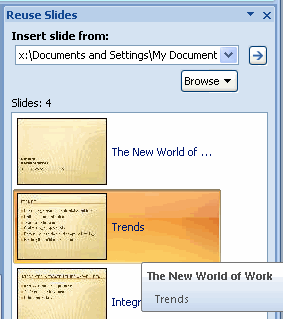 Reuse Slides
Insert slide from:
x:\Documents and Settings\My Document
Browse
Slides: 4
The New World of ...
Trends
The New World of Work
Trends
Integr